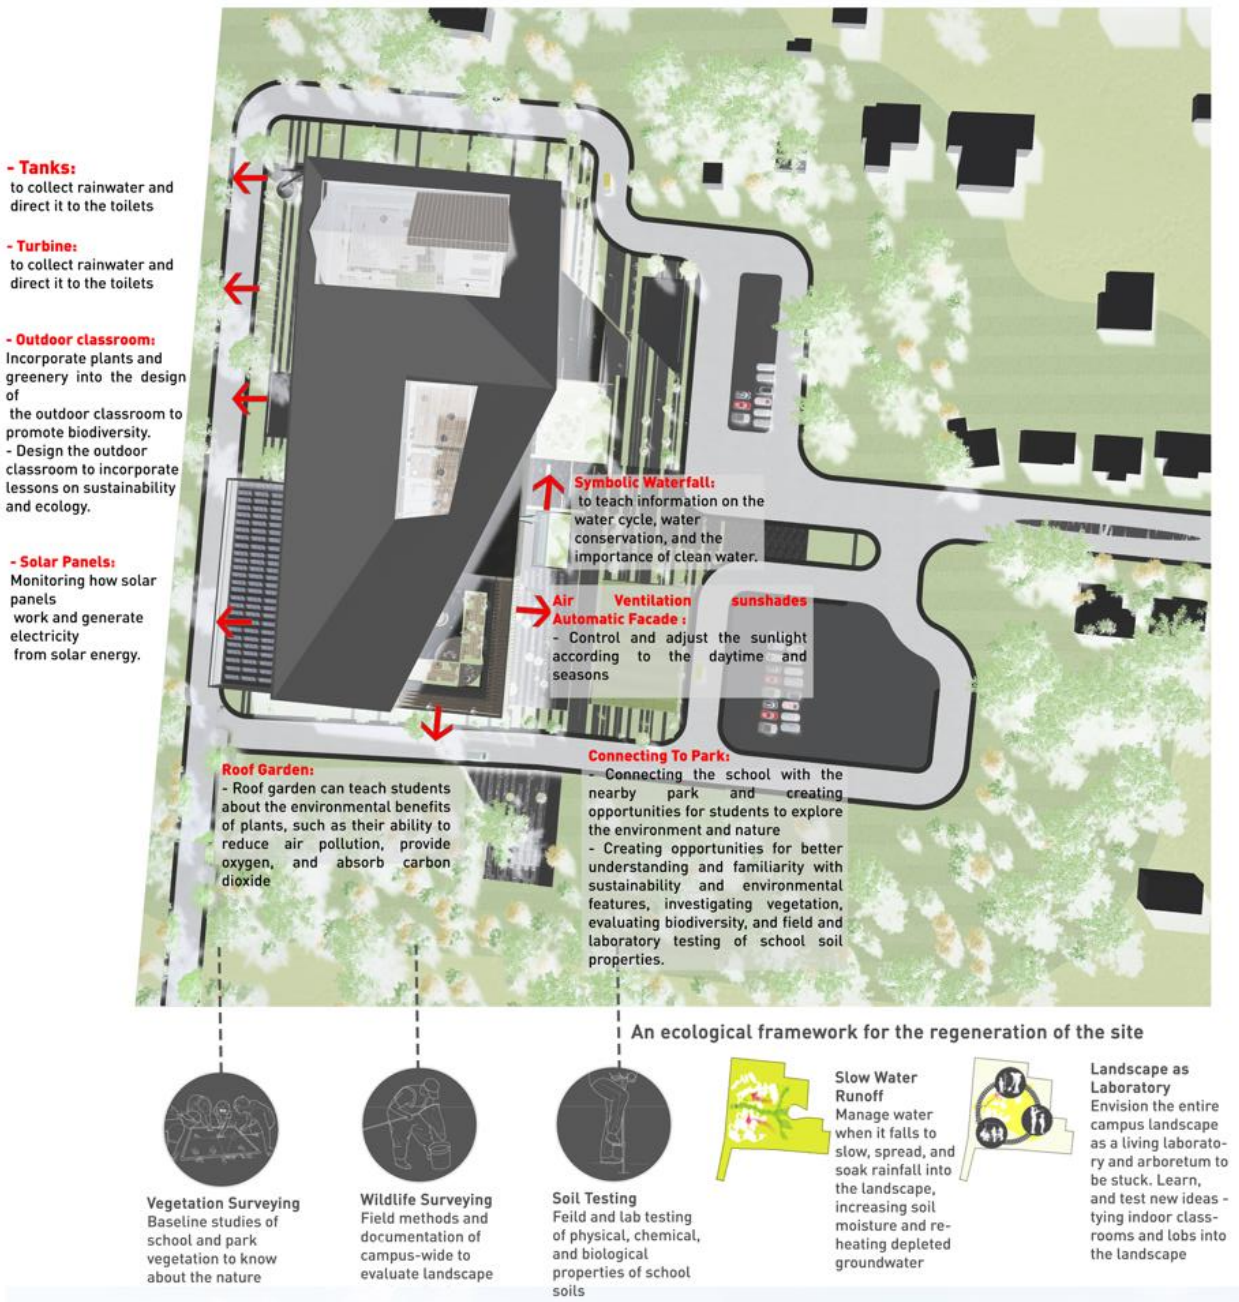 - Tanks:
to collect rainwater and
direct it to the toilets
- Turbine:
to collect rainwater and
direct it to the toilets
- Outdoor classroom:
Incorporate plants and
greenery into the design
of
the outdoor classroom to
promote biodiversity.
- Design the outdoor
classroom to incorporate
lessons on sustainability
and ecology.
- Solar Panels:
Monitoring how solar
panels
work and generate
electricity
from solar energy.
Symbolic Waterfall:
to teach information on the
water cycle, water
conservation, and the
importance of clean water.
Air Ventilation sunshades
Automatic Facade :
- Control and adjust the sunlight
according to the daytime and
seasons
Roof Garden:
- Roof garden can teach students
about the environmental benefits
of plants, such as their ability to
reduce air pollution, provide
oxygen, and absorb carbon
dioxide
Connecting To Park:
- Connecting the school with the
nearby park and creating
opportunities for students to explore
the environment and nature
- Creating opportunities for better
understanding and familiarity with
sustainability and environmental
features, investigating vegetation,
evaluating biodiversity, and field and
laboratory testing of school soil
properties.
An ecological framework for the regeneration of the site
Vegetation Surveying
Baseline studies of
school and park
vegetation to know
about the nature
Wildlife Surveying
Field methods and
documentation of
campus-wide to
evaluate landscape
Soil Testing
Feild and lab testing
of physical, chemical,
and biological
properties of school
soils
Slow Water
Runoff
Manage water
when it falls to
slow, spread, and
soak rainfall into
the landscape,
increasing soil
moisture and re-
heating depleted
groundwater
Landscape as
Laboratory
Envision the entire
campus landscape
as a living laborato-
ry and arboretum to
be stuck. Learn,
and test new ideas -
tying indoor class-
rooms and lobs into
the landscape